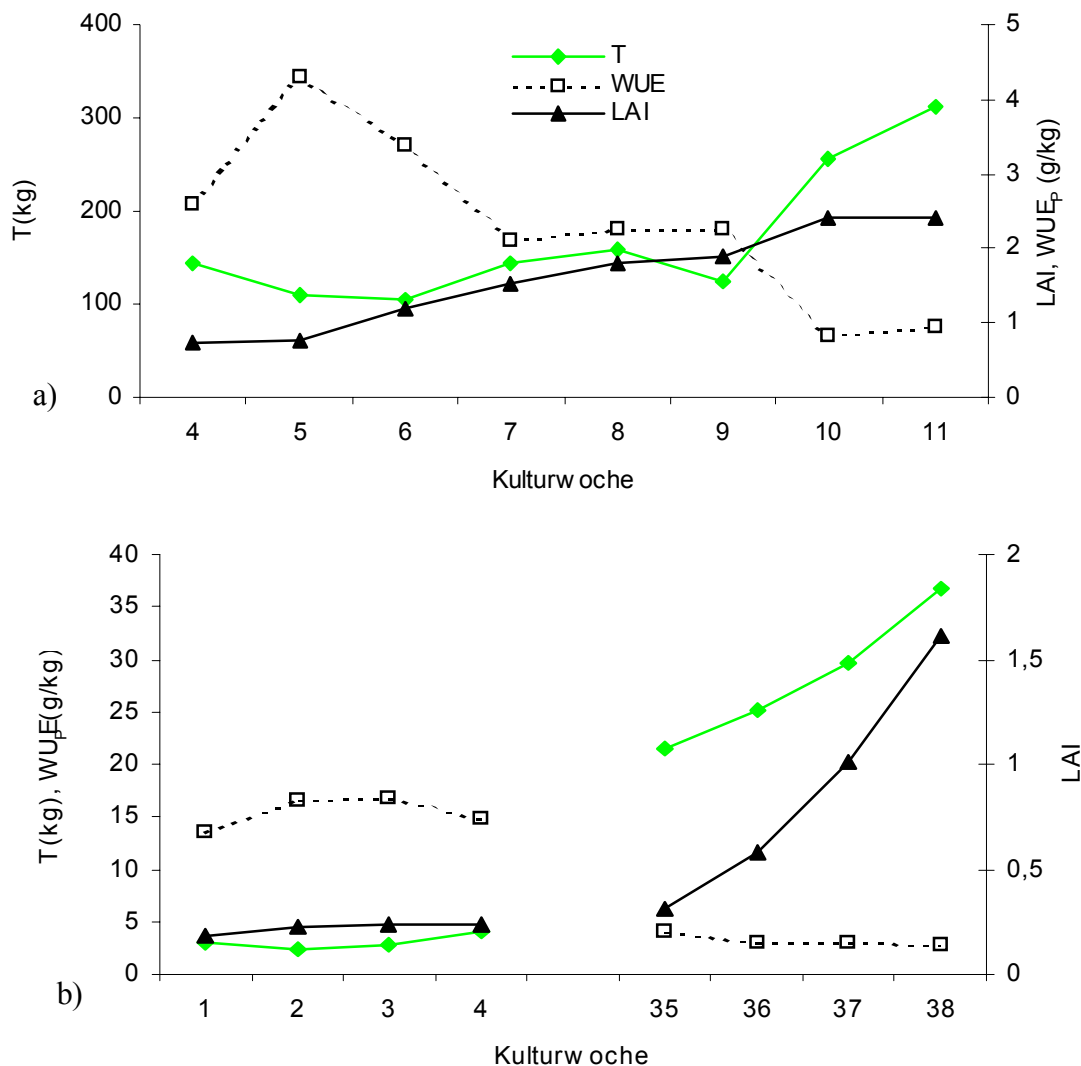 400
300
200
100
0
T(kg)
T
WUE
LAI
5
4
3
2
1
0
LAI, WUEP (g/kg)
4 5 6 7 8 9 10 11
Kulturw oche
a)
40
35
30
25
20
15
10
5
0
T(kg), WUEP(g/kg)
2
1,5
1
0,5
0
LAI
1 2 3 4 35 36 37 38
Kulturw oche
b)